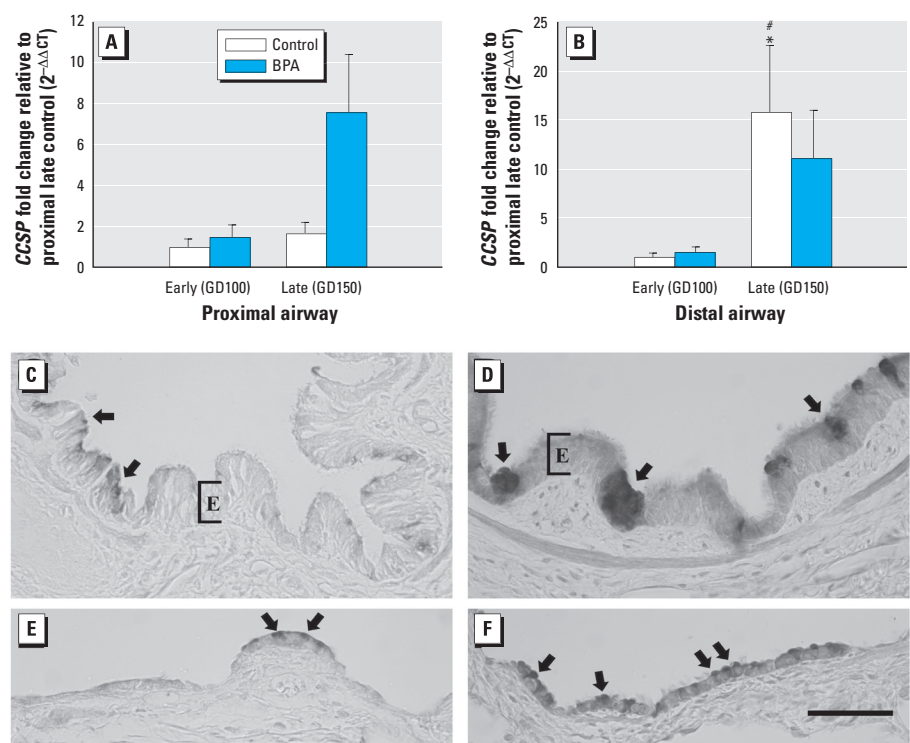 A
CCSP fold change relative to
proximal late control (2–ΔΔCT)
12
10
8
6
4
2
0
Control
BPA
Early (GD100)
Late (GD150)
Proximal airway
B
CCSP fold change relative to
proximal late control (2–ΔΔCT)
25
20
15
10
5
0
#
*
Early (GD100)
Late (GD150)
Distal airway
C
E
D
E
E
F